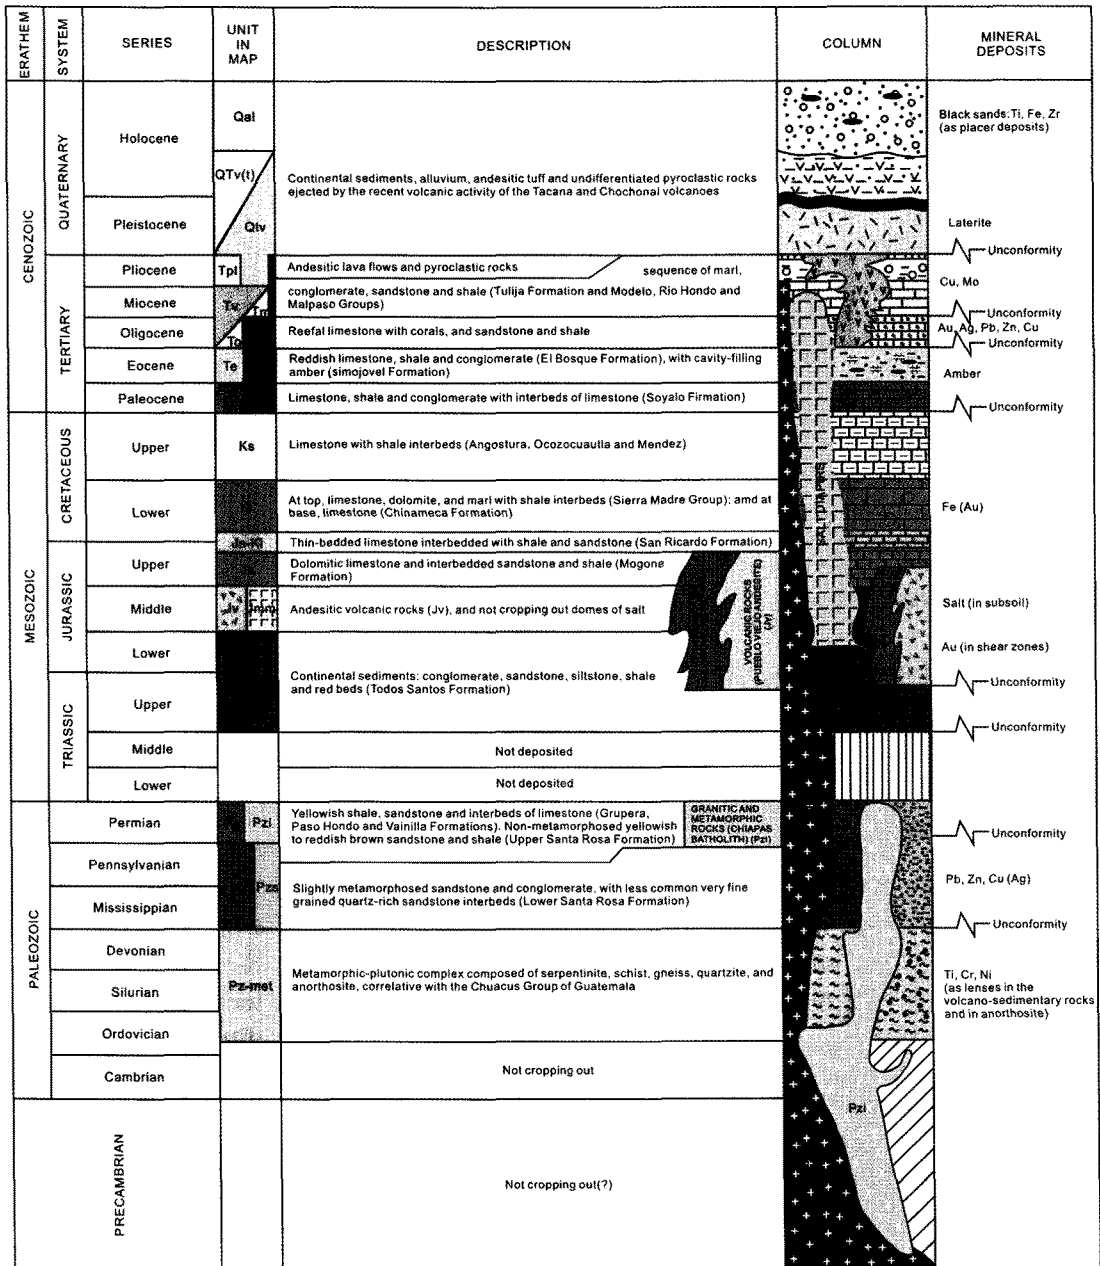 ERATHEM
SYSTEM
SERIES
UNIT
IN
MAP
DESCRIPTION
COLUMN
MINERAL
DEPOSITS
CENOZOIC
QUATERNARY
Holocene
Qal
QTv(t)
Continental sediments, alluvium, andesitic tuff and undifferentiated pyroclastic rocks
ejected by the recent volcanic activity of the Tacana and Chochonal volcanoes
Black sands: Ti, Fe, Zr
(as placer deposits)
Pleistocene
Qtv
Laterite
Unconformity
TERTIARY
Pliocene
Tpl
Andesitic lava flows and pyroclastic rocks
sequence of marl,
Cu, Mo
Miocene
Tv
Tm
conglomerate, sandstone and shale (Tulija Formation and Modelo, Rio Hondo and
Malpaso Groups)
Unconformity
Oligocene
To
Reefal limestone with corals, and sandstone and shale
Au, Ag, Pb, Zn, Cu
Unconformity
Eocene
Te
Reddish limestone, shale and conglomerate (El Bosque Formation), with cavity-filling
amber (simojovel Formation)
Amber
Paleocene
Limestone, shale and conglomerate with interbeds of limestone (Soyalo Firmation)
Unconformity
MESOZOIC
CRETACEOUS
Upper
Ks
Limestone with shale interbeds (Angostura, Ocozocuautla and Mendez)
SALT DIAPIRS
Lower
At top, limestone, dolomite, and marl with shale interbeds (Sierra Madre Group); amd at
base, limestone (Chinameca Formation)
Fe (Au)
Js-Ki
Thin-bedded limestone interbedded with shale and sandstone (San Ricardo Formation)
JURASSIC
Upper
Dolomitic limestone and interbedded sandstone and shale (Mogone
Formation)
VOLCANIC ROCKS
(PUEBLO VIEJO ANDESITE)
(Jv)
Middle
Jv
Jmm
Andesitic volcanic rocks (Jv), and not cropping out domes of salt
Salt (in subsoil)
Lower
Au (in shear zones)
Continental sediments: conglomerate, sandstone, siltstone, shale
and red beds (Todos Santos Formation)
Unconformity
TRIASSIC
Upper
Unconformity
Middle
Not deposited
Lower
Not deposited
PALEOZOIC
Permian
Pzi
Yellowish shale, sandstone and interbeds of limestone (Grupera,
Paso Hondo and Vainilla Formations). Non-metamorphosed yellowish
to reddish brown sandstone and shale (Upper Santa Rosa Formation)
GRANITIC AND
METAMORPHIC
ROCKS (CHIAPAS
BATHOLITH) (Pzi)
Unconformity
Pennsylvanian
Pzs
Slightly metamorphosed sandstone and conglomerate, with less common very fine
grained quartz-rich sandstone interbeds (Lower Santa Rosa Formation)
Pb, Zn, Cu (Ag)
Mississippian
Unconformity
Devonian
Pz-met
Metamorphic-plutonic complex composed of serpentinite, schist, gneiss, quartzite, and
anorthosite, correlative with the Chuacus Group of Guatemala
Silurian
Ti, Cr, Ni
(as lenses in the
volcano-sedimentary rocks
and in anorthosite)
Ordovician
Cambrian
Not cropping out
Pzi
PRECAMBRIAN
Not cropping out(?)